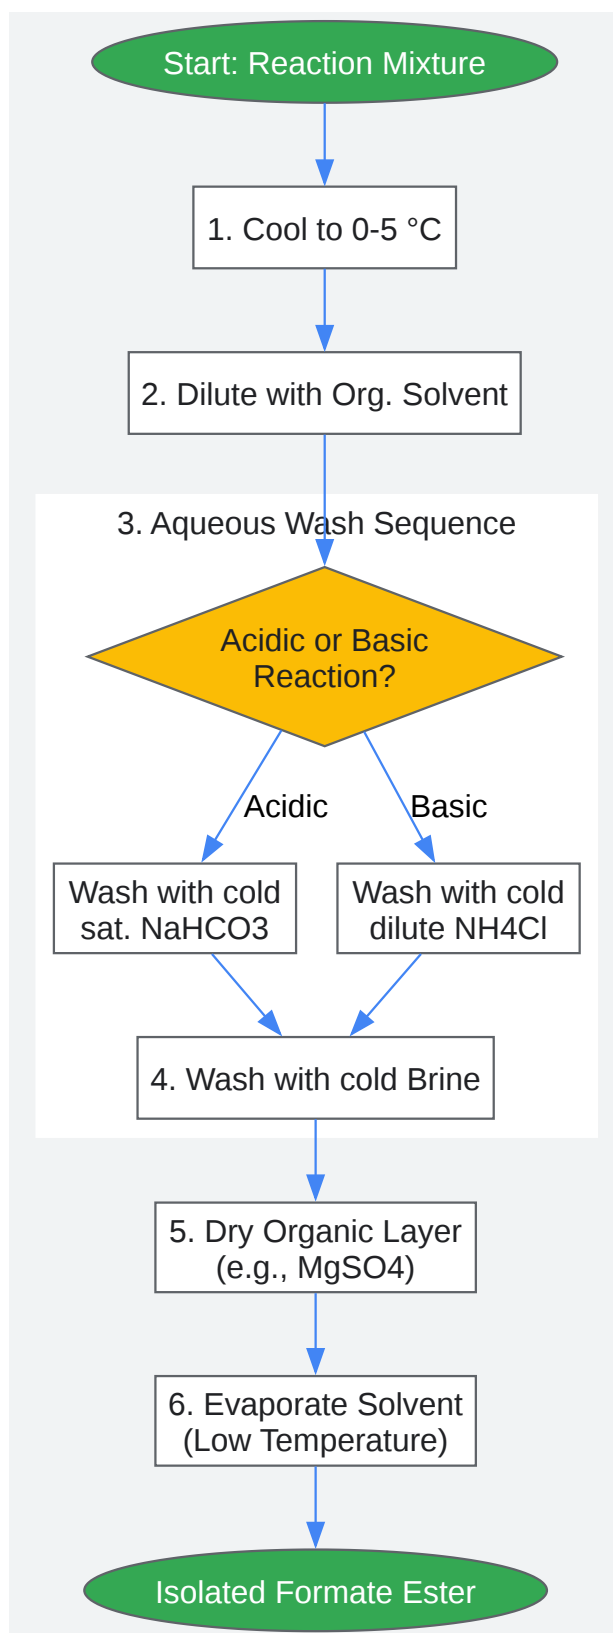 Start: Reaction Mixture
1. Cool to 0-5 °C
2. Dilute with Org. Solvent
3. Aqueous Wash Sequence
Acidic or Basic
Reaction?
Acidic
Basic
Wash with cold
sat. NaHCO3
Wash with cold
dilute NH4Cl
4. Wash with cold Brine
5. Dry Organic Layer
(e.g., MgSO4)
6. Evaporate Solvent
(Low Temperature)
Isolated Formate Ester